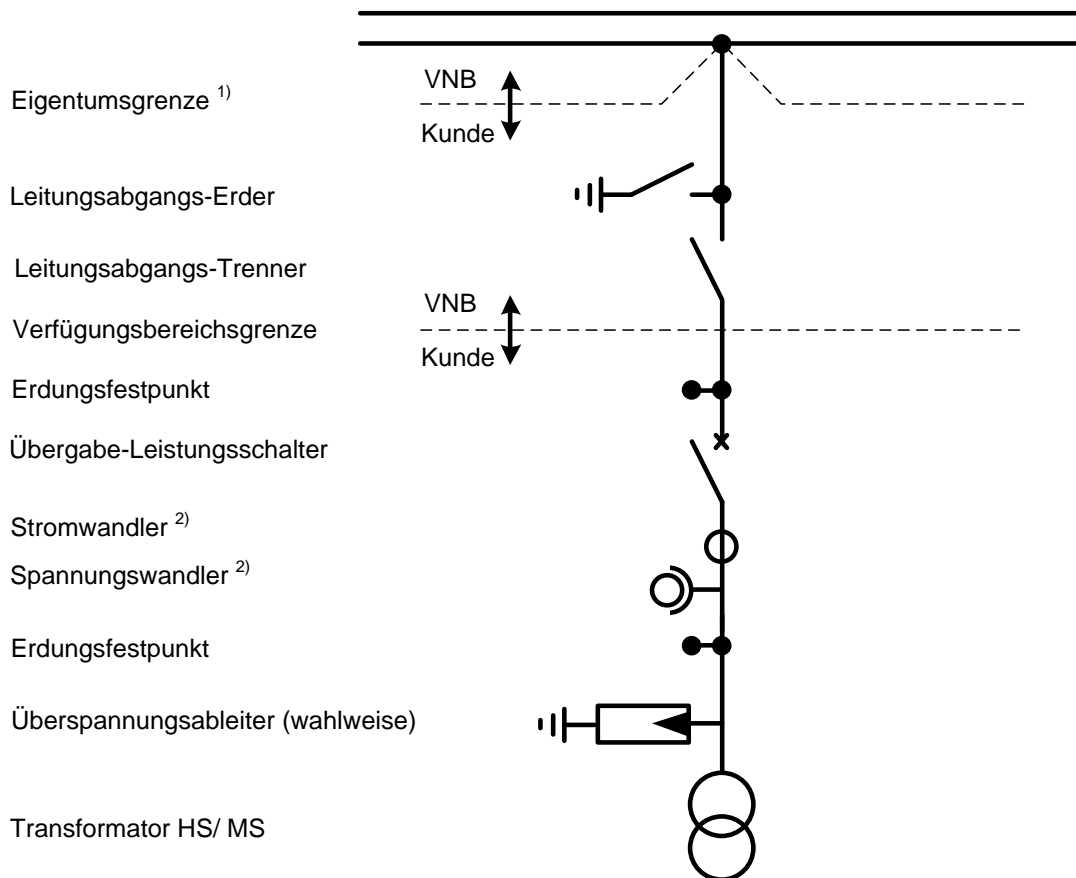 VNB
Eigentumsgrenze 1)
Kunde
Leitungsabgangs-Erder
Leitungsabgangs-Trenner
VNB
Verfügungsbereichsgrenze
Kunde
Erdungsfestpunkt
Übergabe-Leistungsschalter
Stromwandler 2)
Spannungswandler 2)
Erdungsfestpunkt
Überspannungsableiter (wahlweise)
Transformator HS/ MS